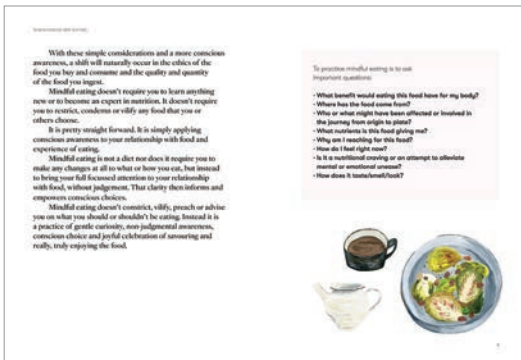 With these simple considerations and a more conscious
awareness, a shift will naturally occur in the ethics of the
food you buy and consume and the quality and quantity
of the food you ingest.
Mindful eating doesn't require you to learn anything
new or to become an expert in nutrition. It doesn't require
you to restrict, condemn or vilify any food that you or
others choose.
It is pretty straight forward. It is simply applying
conscious awareness to your relationship with food and
experience of eating.
Mindful eating is not a diet nor does it require you to
make any changes at all to what or how you eat, but instead
to bring your full focussed attention to your relationship
with food, without judgement. That clarity then informs and
empowers conscious choices.
Mindful eating doesn't constrict, vilify, preach or advise
you on what you should or shouldn't be eating. Instead it is
a practice of gentle curiosity, non-judgmental awareness,
conscious choice and joyful celebration of savouring and
really, truly enjoying the food.
To practice mindful eating is to ask
important questions:
• What benefit would eating this food have for my body?
• Where has the food come from?
• Who or what might have been affected or involved in
the journey from origin to plate?
• What nutrients is this food giving me?
• Why am I reaching for this food?
• How do I feel right now?
• Is it a nutritional craving or an attempt to alleviate
mental or emotional unease?
• How does it taste/smell/look?